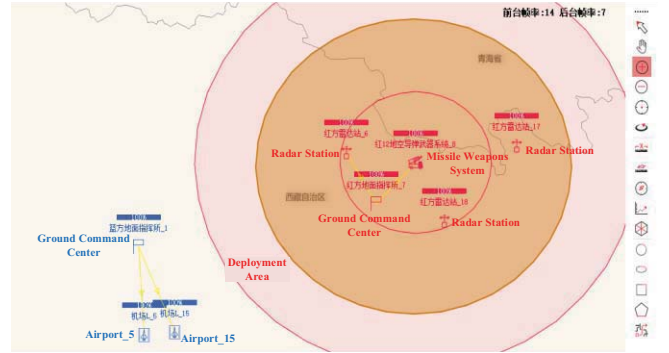 前台帧率:14 后台帧率:7
青海省
100%
红方雷达站_6
Radar Station
100%
红12地空导弹武器系统_8
Missile Weapons
System
100%
红方雷达站_17
Radar Station
100%
红方地面指挥所_7
Ground Command
Center
100%
红方雷达站_18
Radar Station
西藏自治区
Deployment
Area
100%
蓝方地面指挥所_1
Ground Command
Center
100%
Airport_5
100%
机场L_15
Airport_15